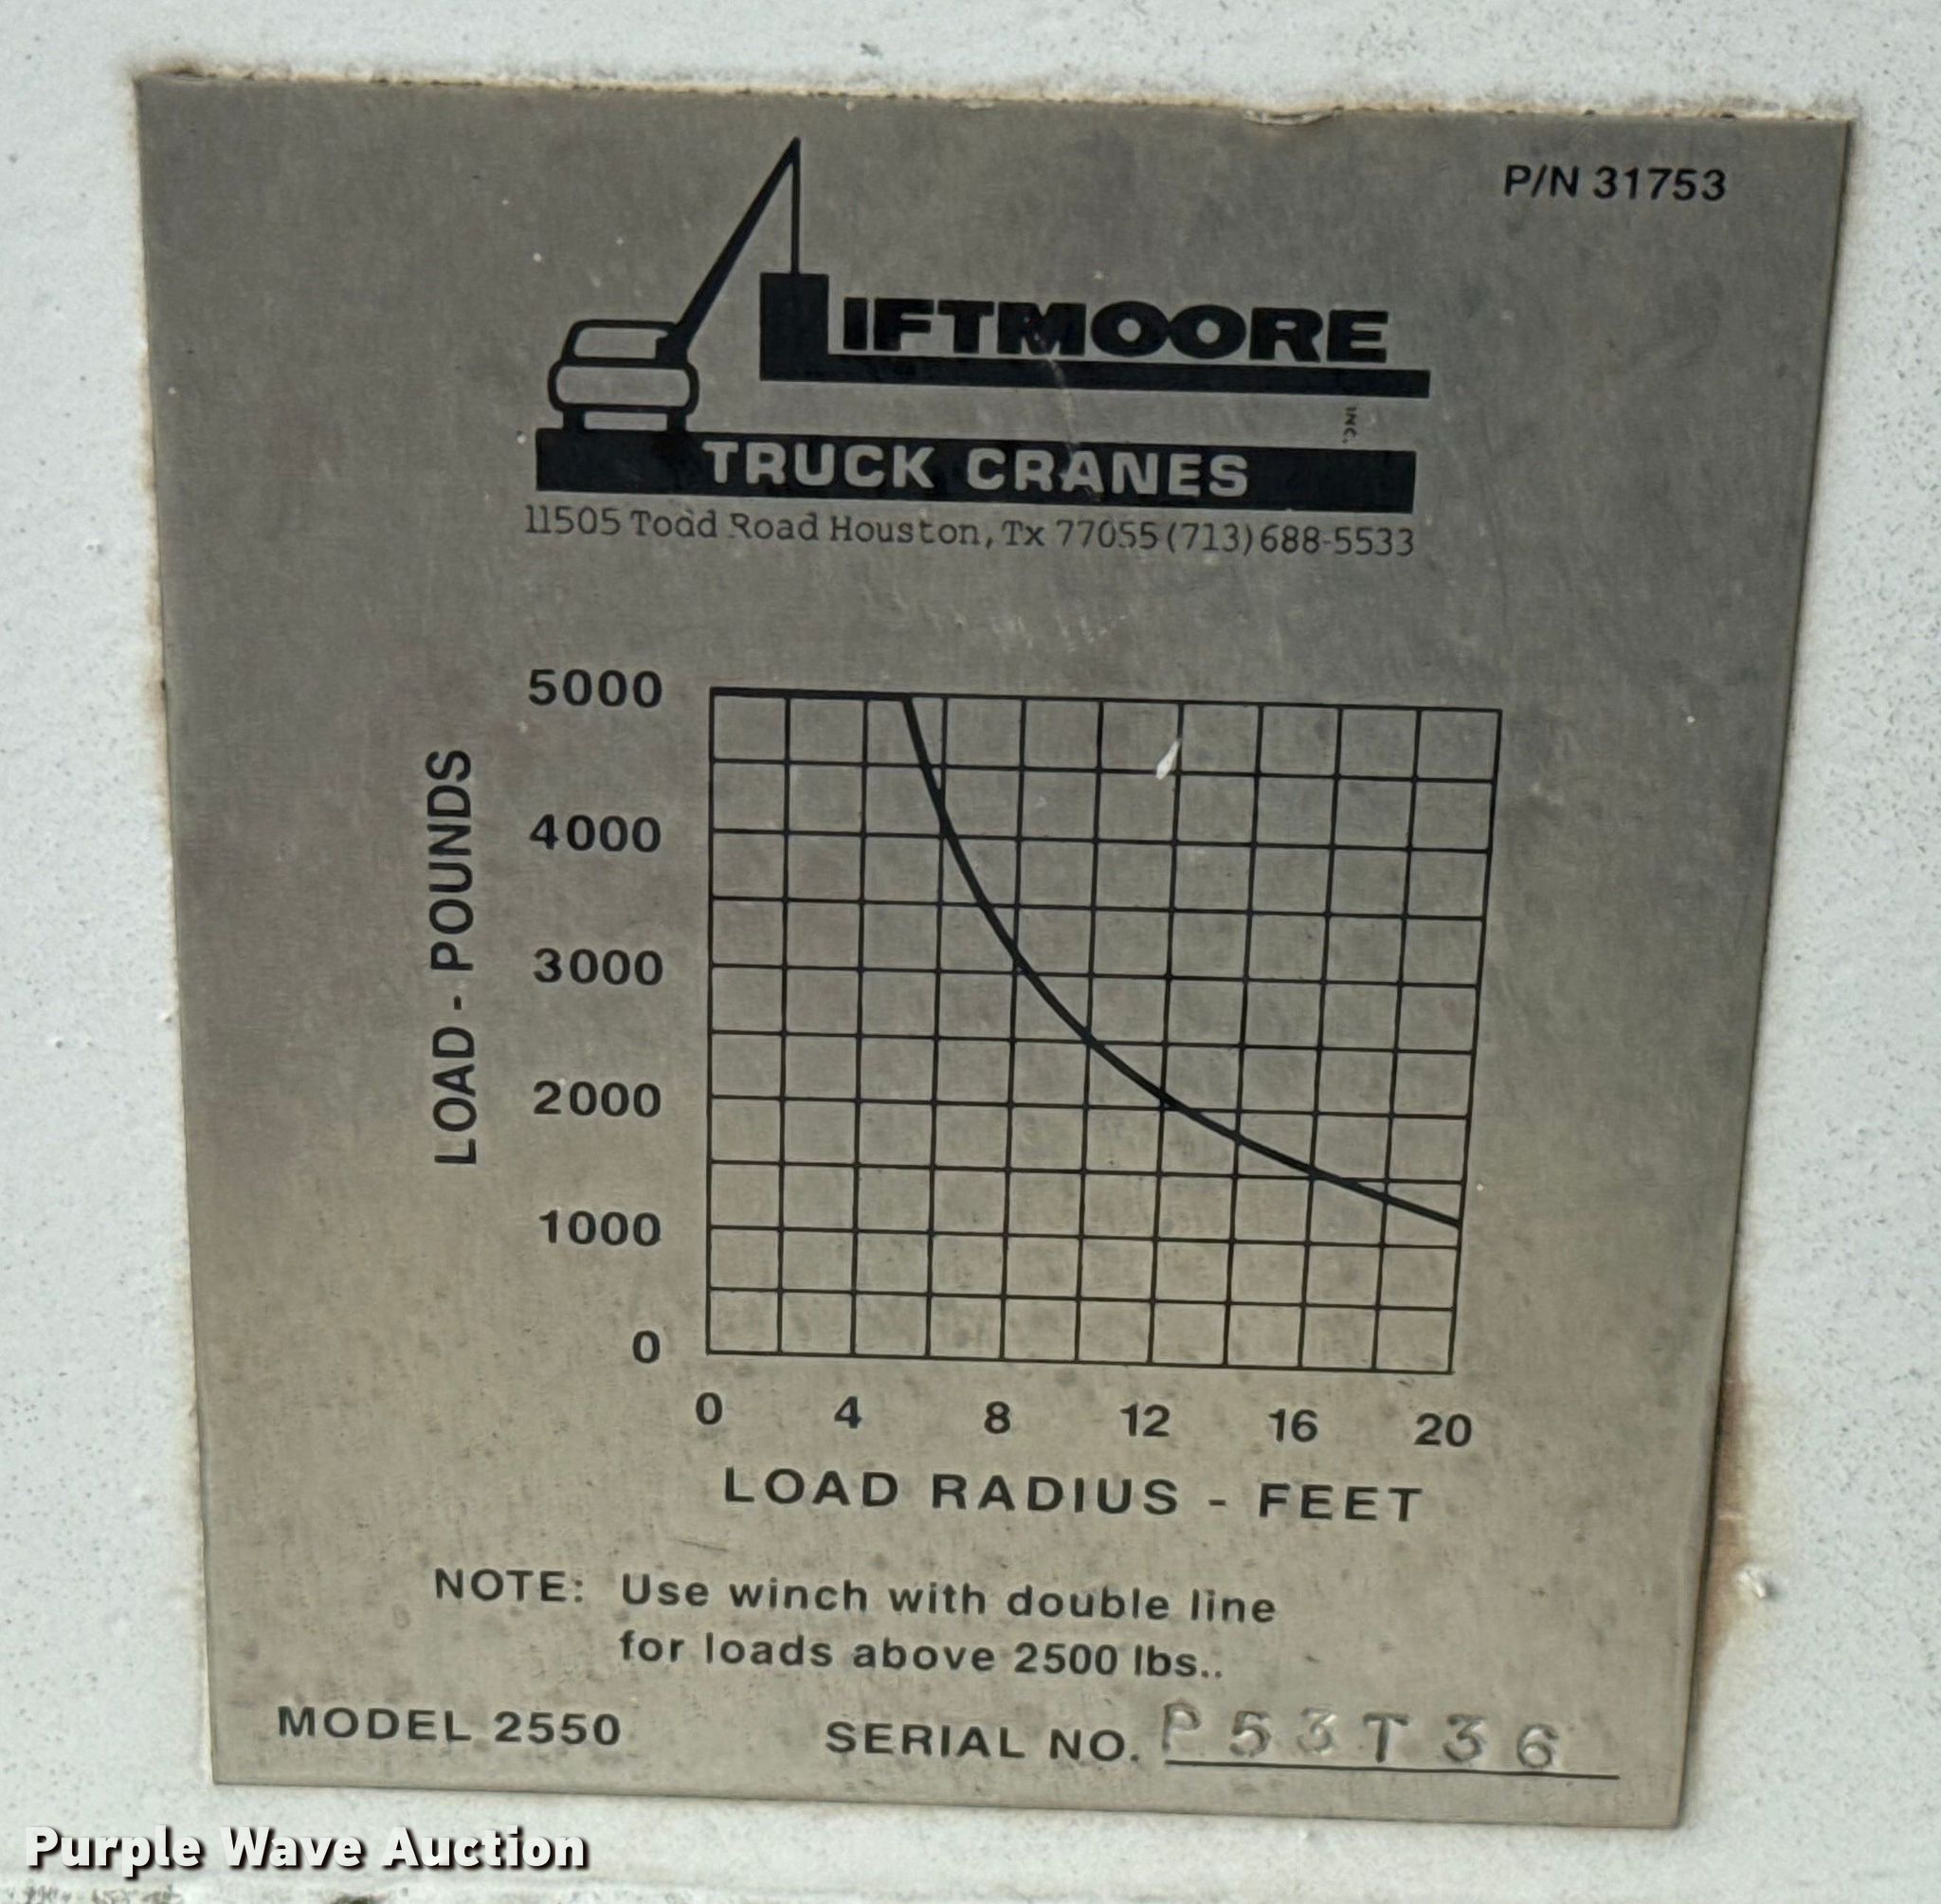 P/N 31753
LIFTMOORE
INC.
TRUCK CRANES
11505 Todd Road Houston, Tx 77055 (713) 688-5533
5000
4000
3000
2000
1000
0
LOAD - POUNDS
0 4 8 12 16 20
LOAD RADIUS - FEET
NOTE: Use winch with double line
for loads above 2500 lbs..
MODEL 2550 SERIAL NO. P53T36
Purple Wave Auction